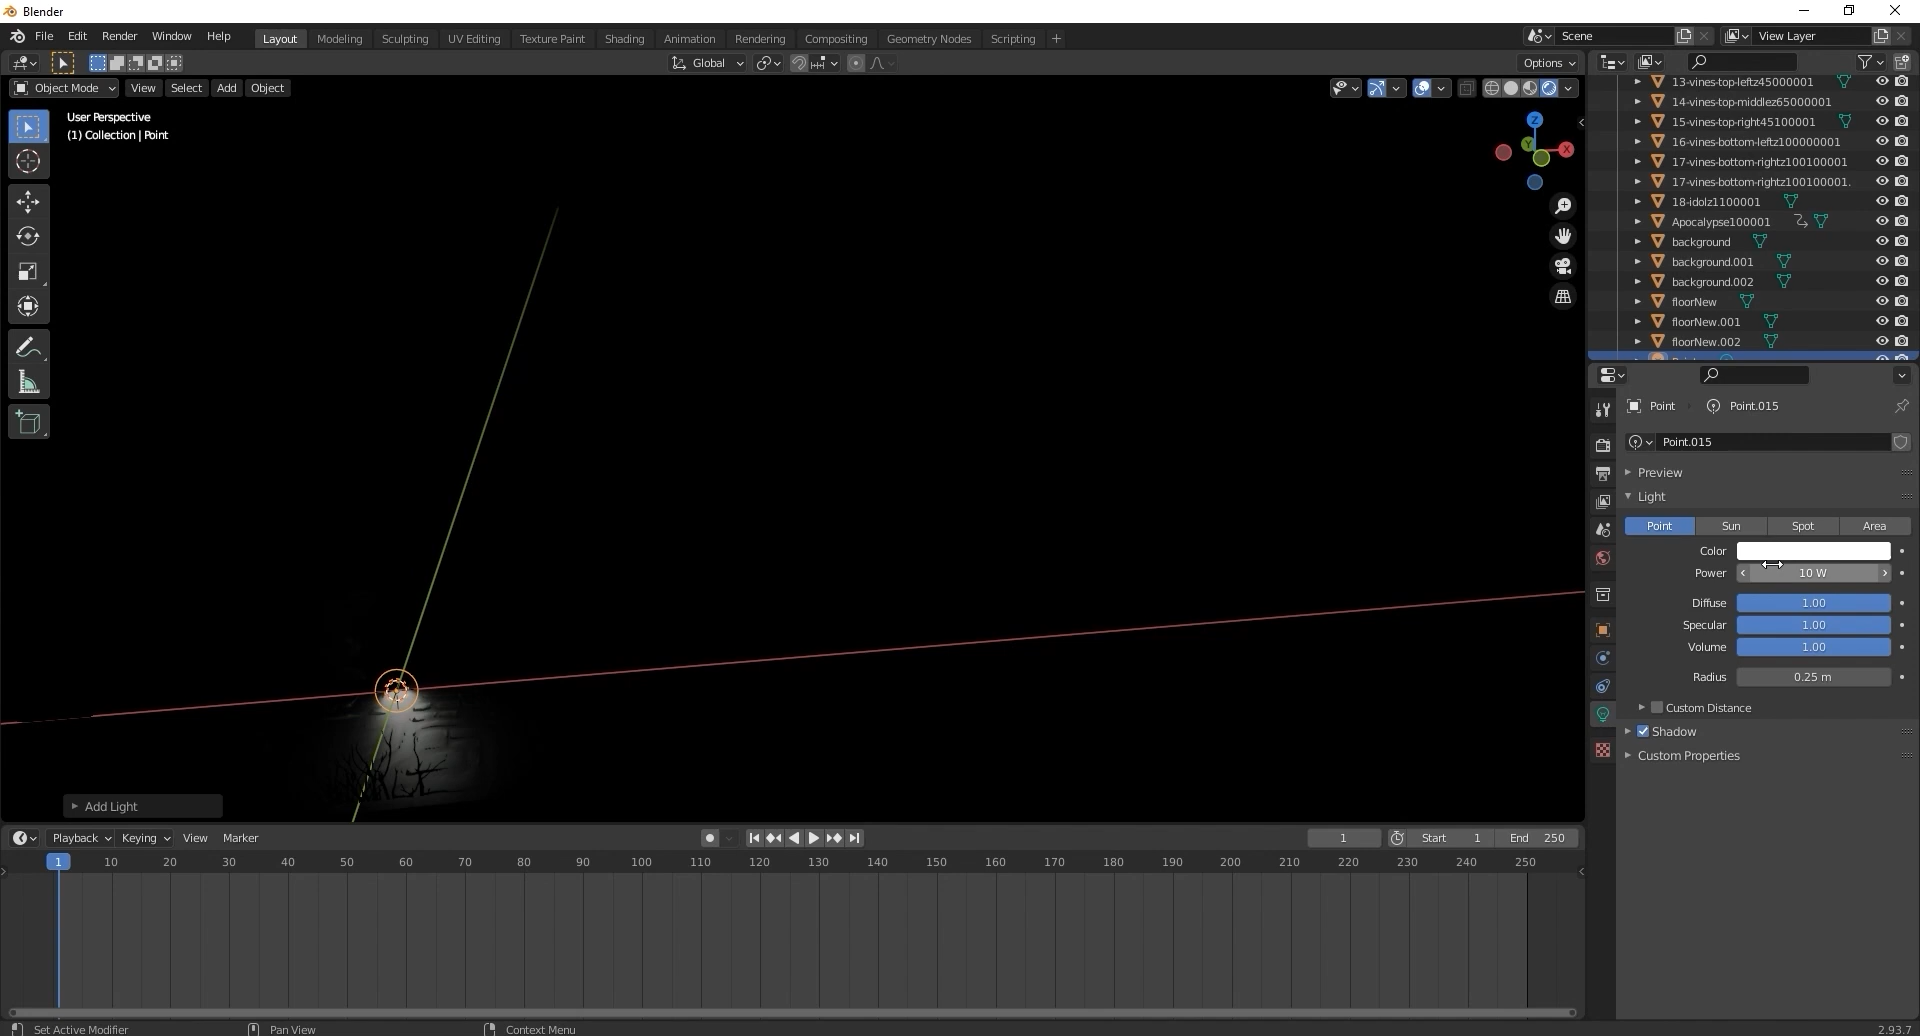 Blender
File Edit Render Window Help Layout Modeling Sculpting UV Editing Texture Paint Shading Animation Rendering Compositing Geometry Nodes Scripting Scene View Layer
Global Options
Object Mode View Select Add Object
User Perspective
(1) Collection | Point
Z
Y
X
13-vines-top-leftz45000001
14-vines-top-middlez65000001
15-vines-top-right45100001
16-vines-bottom-leftz100000001
17-vines-bottom-rightz100100001
17-vines-bottom-rightz100100001.
18-idolz1100001
Apocalypse100001
background
background.001
background.002
floorNew
floorNew.001
floorNew.002
Point Point.015
Point.015
Preview
Light
Point Sun Spot Area
Color
Power 10 W
Diffuse 1.00
Specular 1.00
Volume 1.00
Radius 0.25 m
Custom Distance
Shadow
Custom Properties
Add Light
Playback Keying View Marker 1 Start 1 End 250
1 10 20 30 40 50 60 70 80 90 100 110 120 130 140 150 160 170 180 190 200 210 220 230 240 250
Set Active Modifier Pan View Context Menu 2.93.7